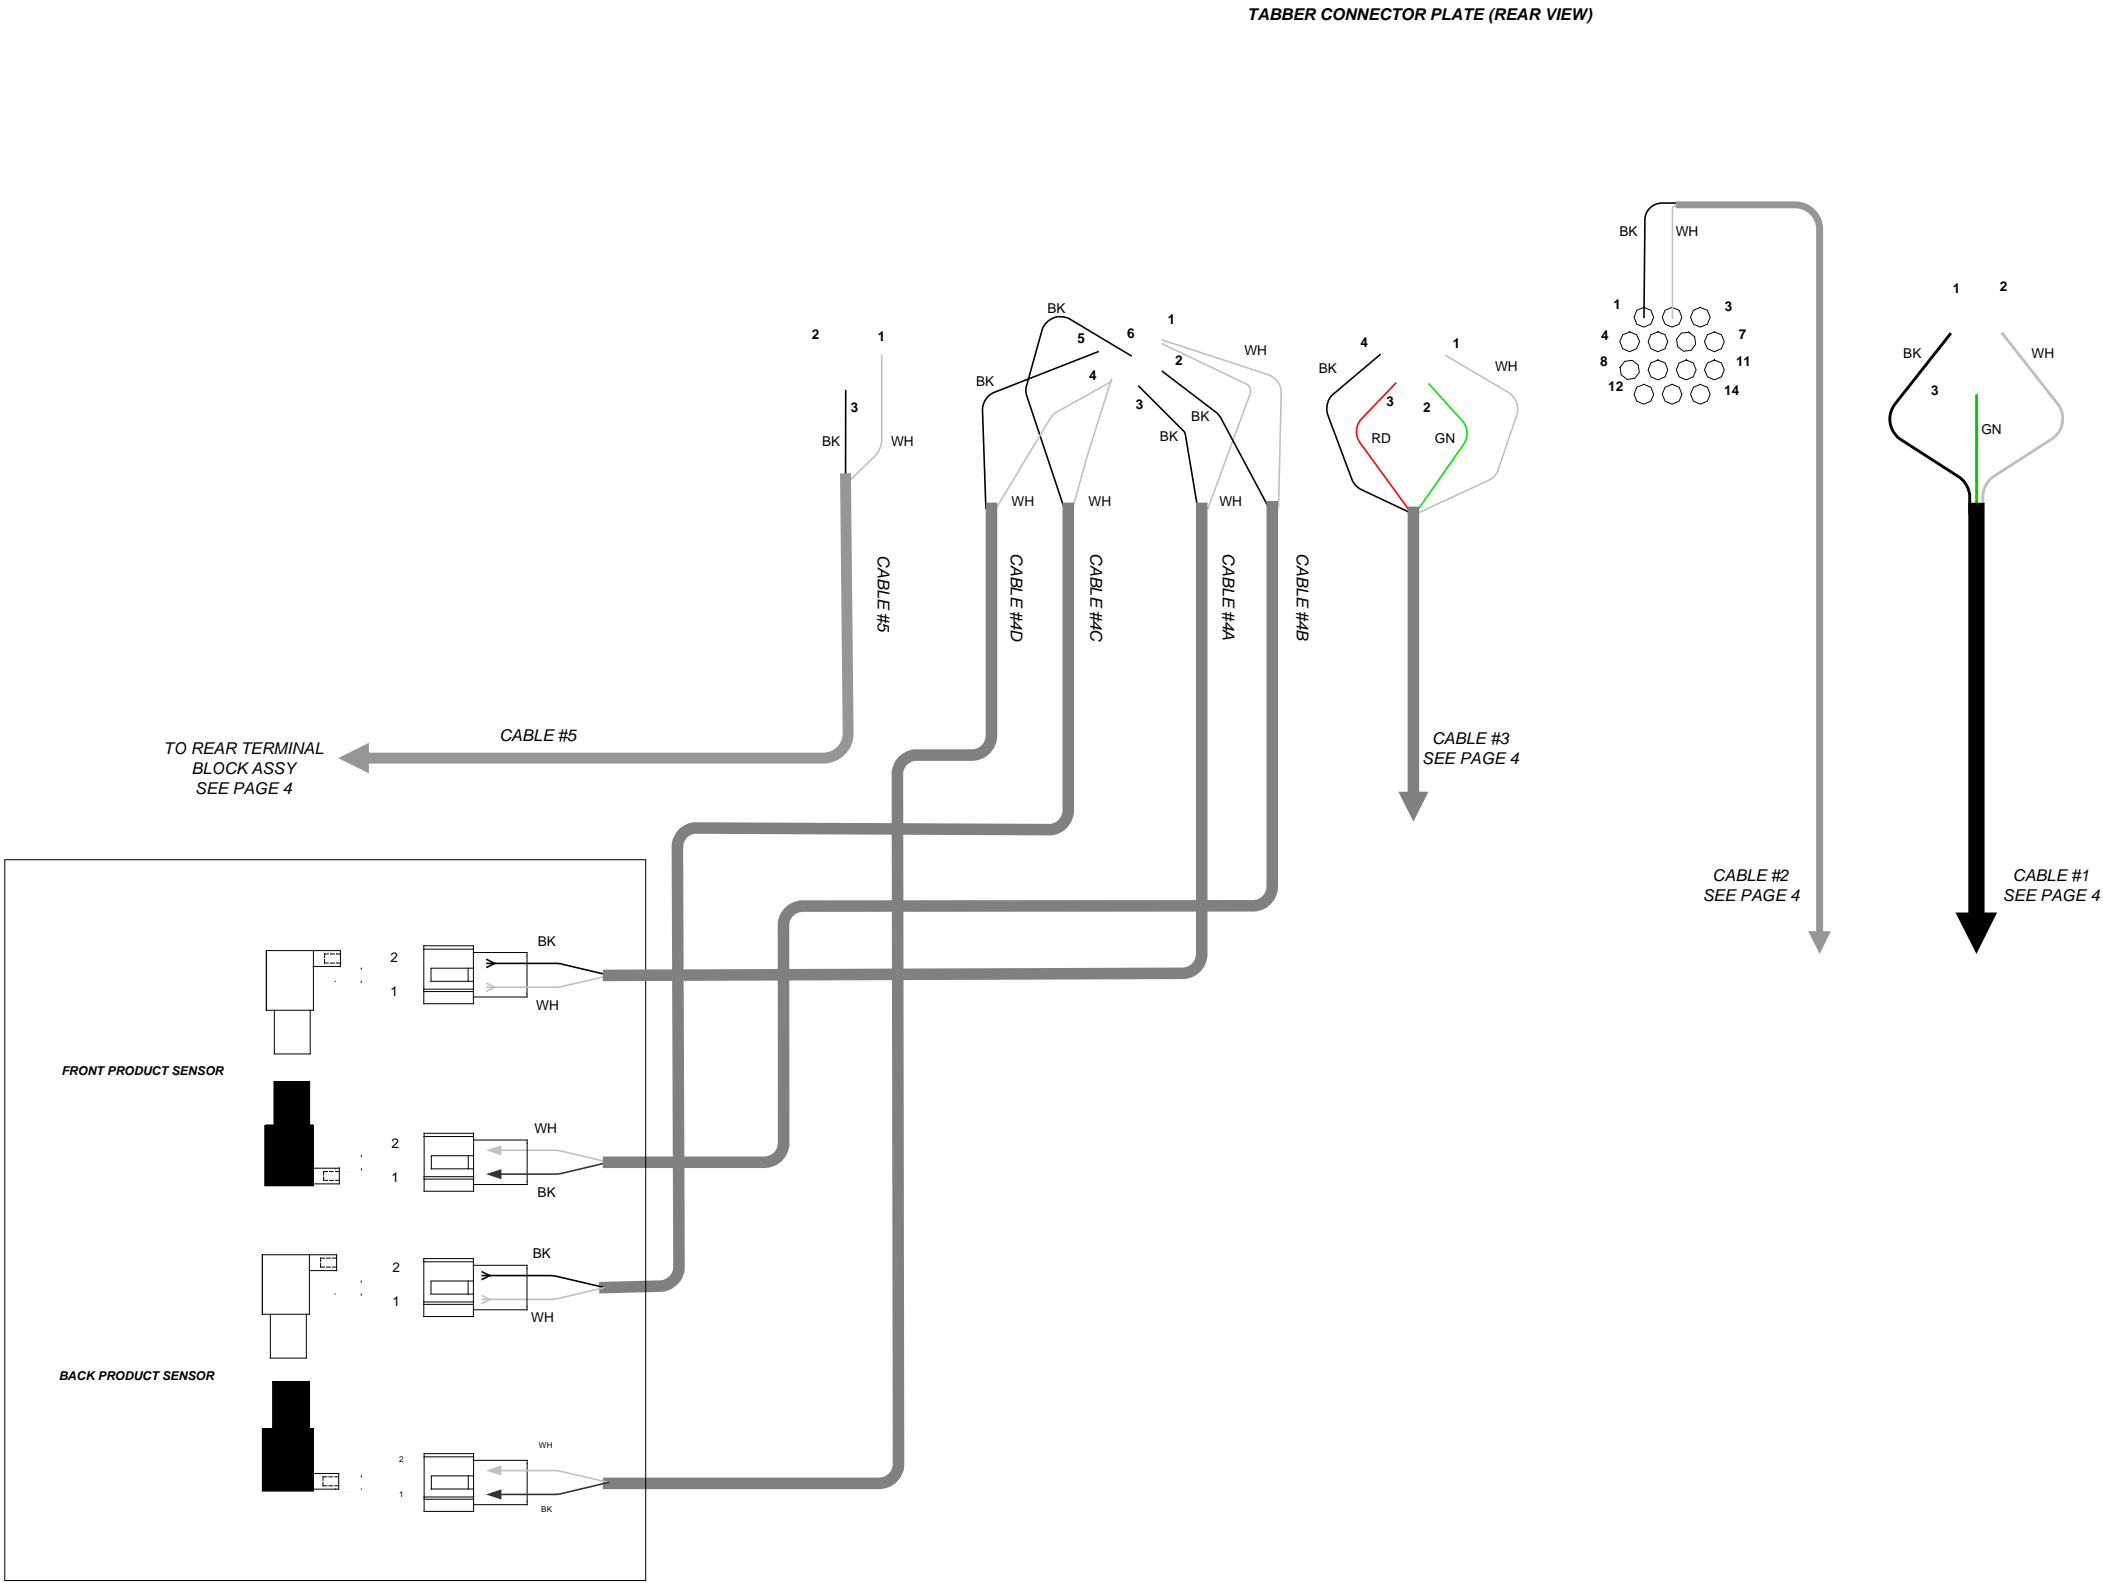 TABBER CONNECTOR PLATE (REAR VIEW)
BK
WH
1
3
4
7
8
11
12
14
1
2
BK
WH
3
GN
2
1
3
BK
WH
BK
5
6
1
WH
2
4
BK
3
BK
BK
WH
WH
WH
4
1
BK
WH
3
2
RD
GN
CABLE #5
CABLE #4D
CABLE #4C
CABLE #4A
CABLE #4B
CABLE #5
TO REAR TERMINAL
BLOCK ASSY
SEE PAGE 4
CABLE #3
SEE PAGE 4
CABLE #2
SEE PAGE 4
CABLE #1
SEE PAGE 4
BK
2
1
WH
FRONT PRODUCT SENSOR
WH
2
1
BK
BK
2
1
WH
BACK PRODUCT SENSOR
WH
2
1
BK